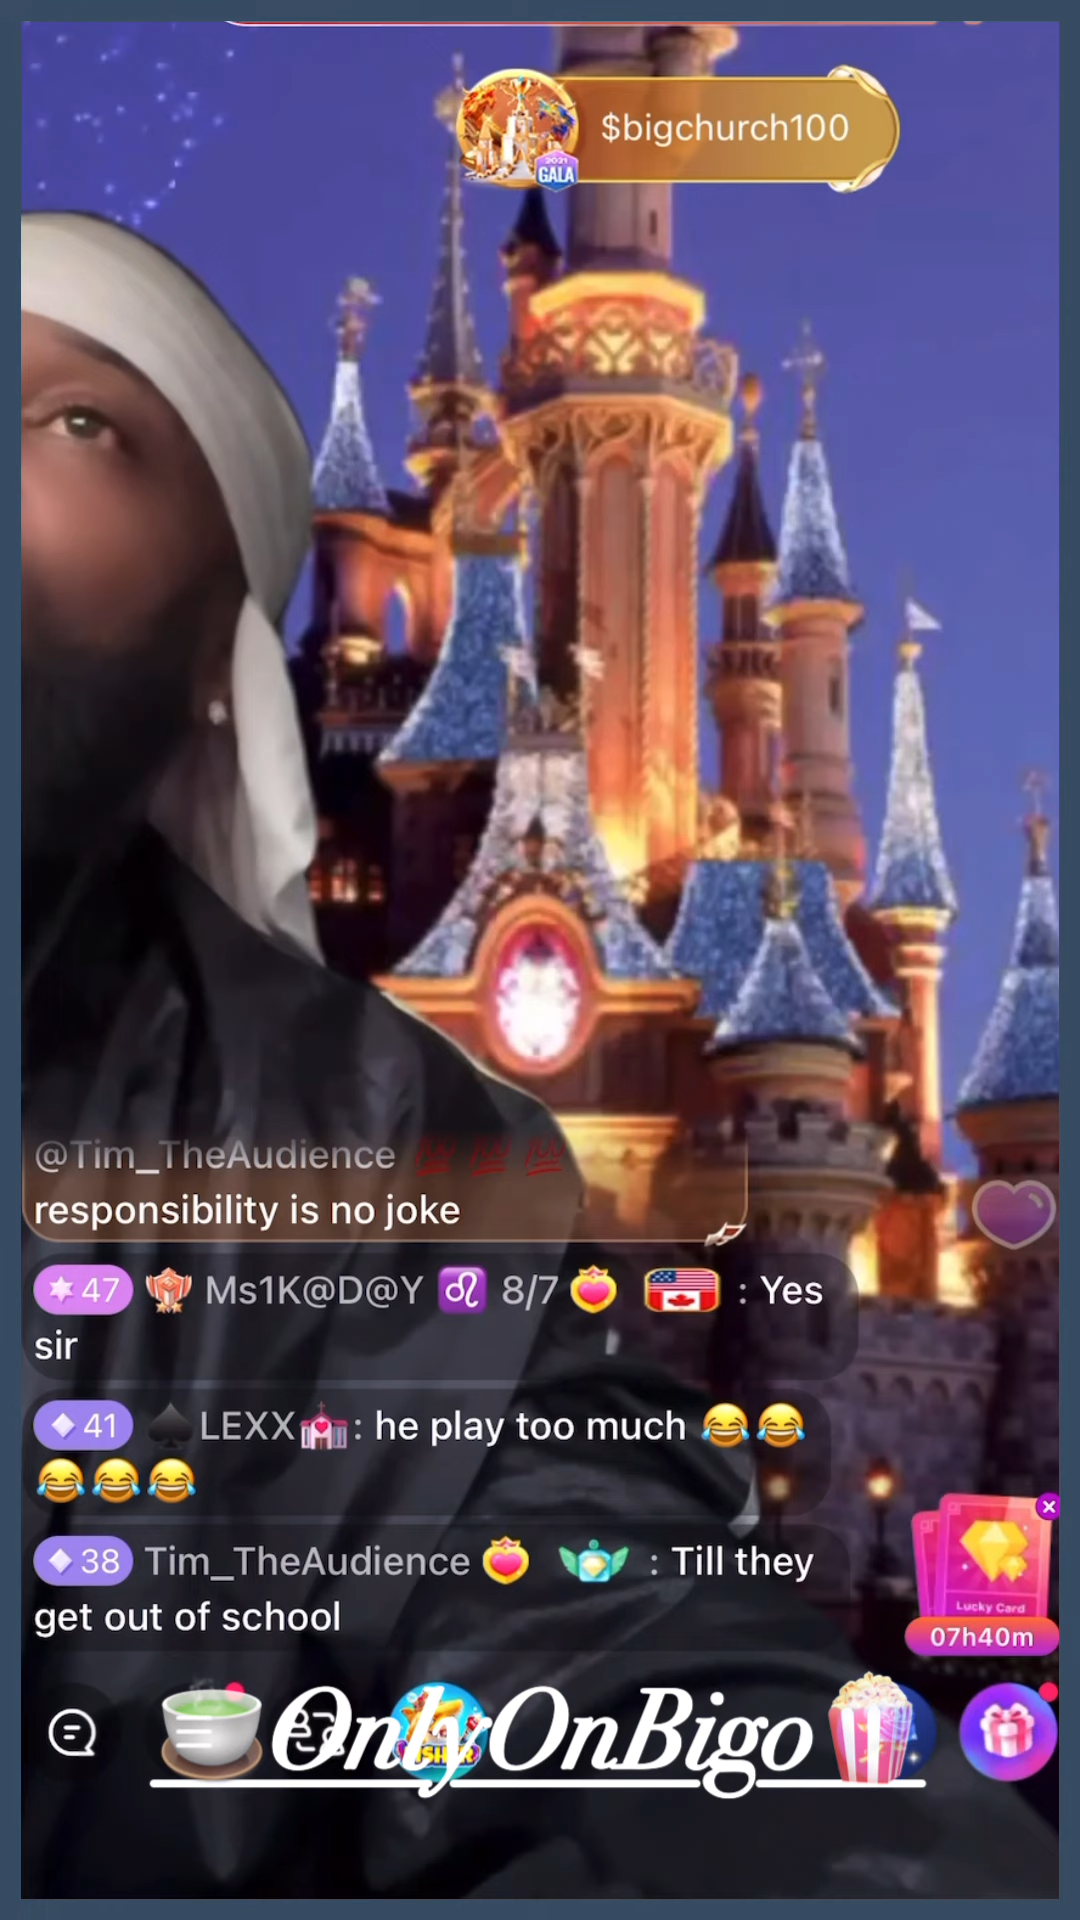 2021
GALA
$bigchurch100
@Tim_TheAudience 💯 💯 💯
responsibility is no joke
47 Ms1K@D@Y ♌ 8/7 : Yes
sir
41 ♠LEXX💒: he play too much 😂😂
😂😂😂
38 Tim_TheAudience : Till they
get out of school
Lucky Card
07h40m
🍵 OnlyOnBigo 🍿